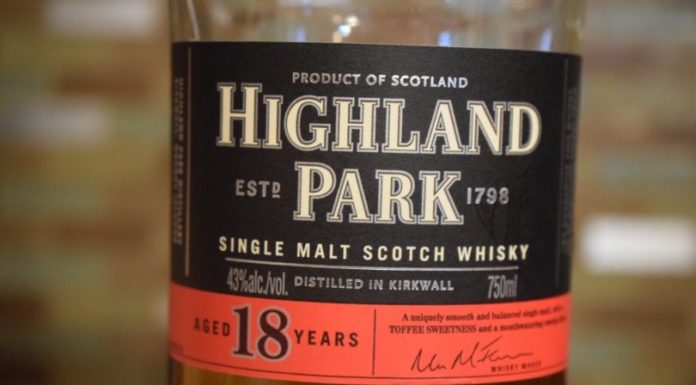 PRODUCT OF SCOTLAND
HIGHLAND
ESTD PARK 1798
SINGLE MALT SCOTCH WHISKY
43%alc./vol. DISTILLED IN KIRKWALL 750ml
AGED 18 YEARS
A uniquely smooth and balanced single malt, with
TOFFEE SWEETNESS and a mouthwatering
WHISKY MAKER